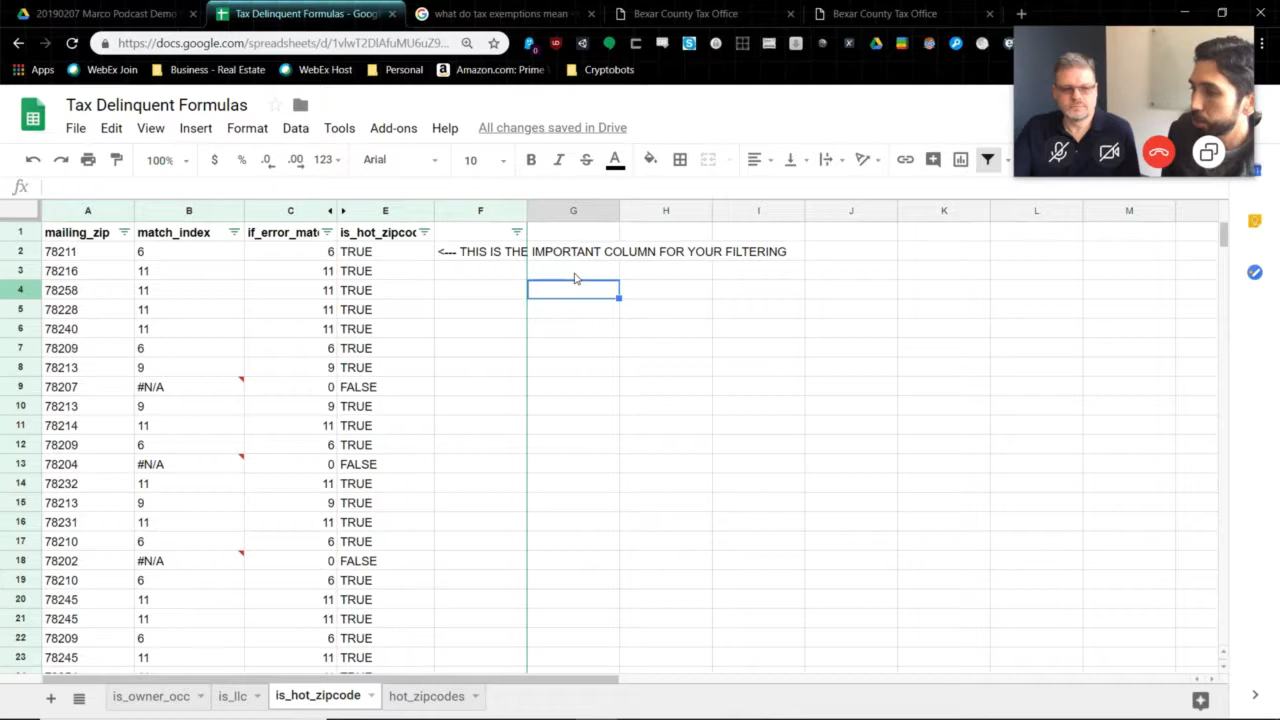 20190207 Marco Podcast Demo
Tax Delinquent Formulas - Goog
what do tax exemptions mean -
Bexar County Tax Office
Bexar County Tax Office
https://docs.google.com/spreadsheets/d/1vlwT2DlAfuMU6uZ9...
Apps
WebEx Join
Business - Real Estate
WebEx Host
Personal
Amazon.com: Prime
Cryptobots
Tax Delinquent Formulas
File Edit View Insert Format Data Tools Add-ons Help All changes saved in Drive
100% $ % .0 .00 123 Arial 10 B I S A
fx
A B C E F G H I J K L M
1 mailing_zip match_index if_error_mat is_hot_zipcod
2 78211 6 6 TRUE <--- THIS IS THE IMPORTANT COLUMN FOR YOUR FILTERING
3 78216 11 11 TRUE
4 78258 11 11 TRUE
5 78228 11 11 TRUE
6 78240 11 11 TRUE
7 78209 6 6 TRUE
8 78213 9 9 TRUE
9 78207 #N/A 0 FALSE
10 78213 9 9 TRUE
11 78214 11 11 TRUE
12 78209 6 6 TRUE
13 78204 #N/A 0 FALSE
14 78232 11 11 TRUE
15 78213 9 9 TRUE
16 78231 11 11 TRUE
17 78210 6 6 TRUE
18 78202 #N/A 0 FALSE
19 78210 6 6 TRUE
20 78245 11 11 TRUE
21 78245 11 11 TRUE
22 78209 6 6 TRUE
23 78245 11 11 TRUE
is_owner_occ
is_llc
is_hot_zipcode
hot_zipcodes